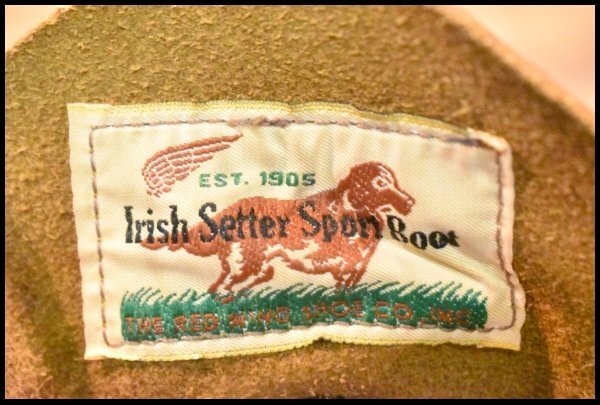 EST. 1905
Irish Setter Sport Boot
THE RED WING SHOE CO., INC.